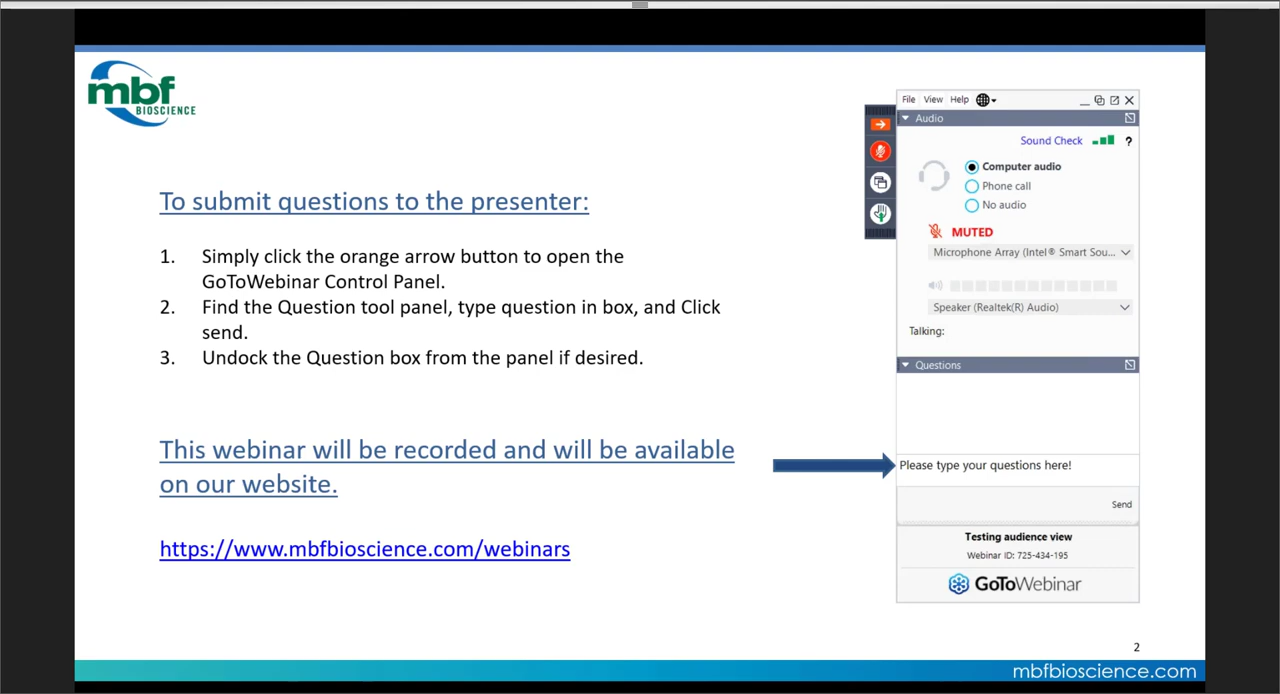 mbf
BIOSCIENCE
To submit questions to the presenter:
1. Simply click the orange arrow button to open the
GoToWebinar Control Panel.
2. Find the Question tool panel, type question in box, and Click
send.
3. Undock the Question box from the panel if desired.
This webinar will be recorded and will be available
on our website.
https://www.mbfbioscience.com/webinars
File View Help
Audio
Sound Check ?
Computer audio
Phone call
No audio
MUTED
Microphone Array (Intel® Smart Sou...
Speaker (Realtek(R) Audio)
Talking:
Questions
Please type your questions here!
Send
Testing audience view
Webinar ID: 725-434-195
GoToWebinar
2
mbfbioscience.com